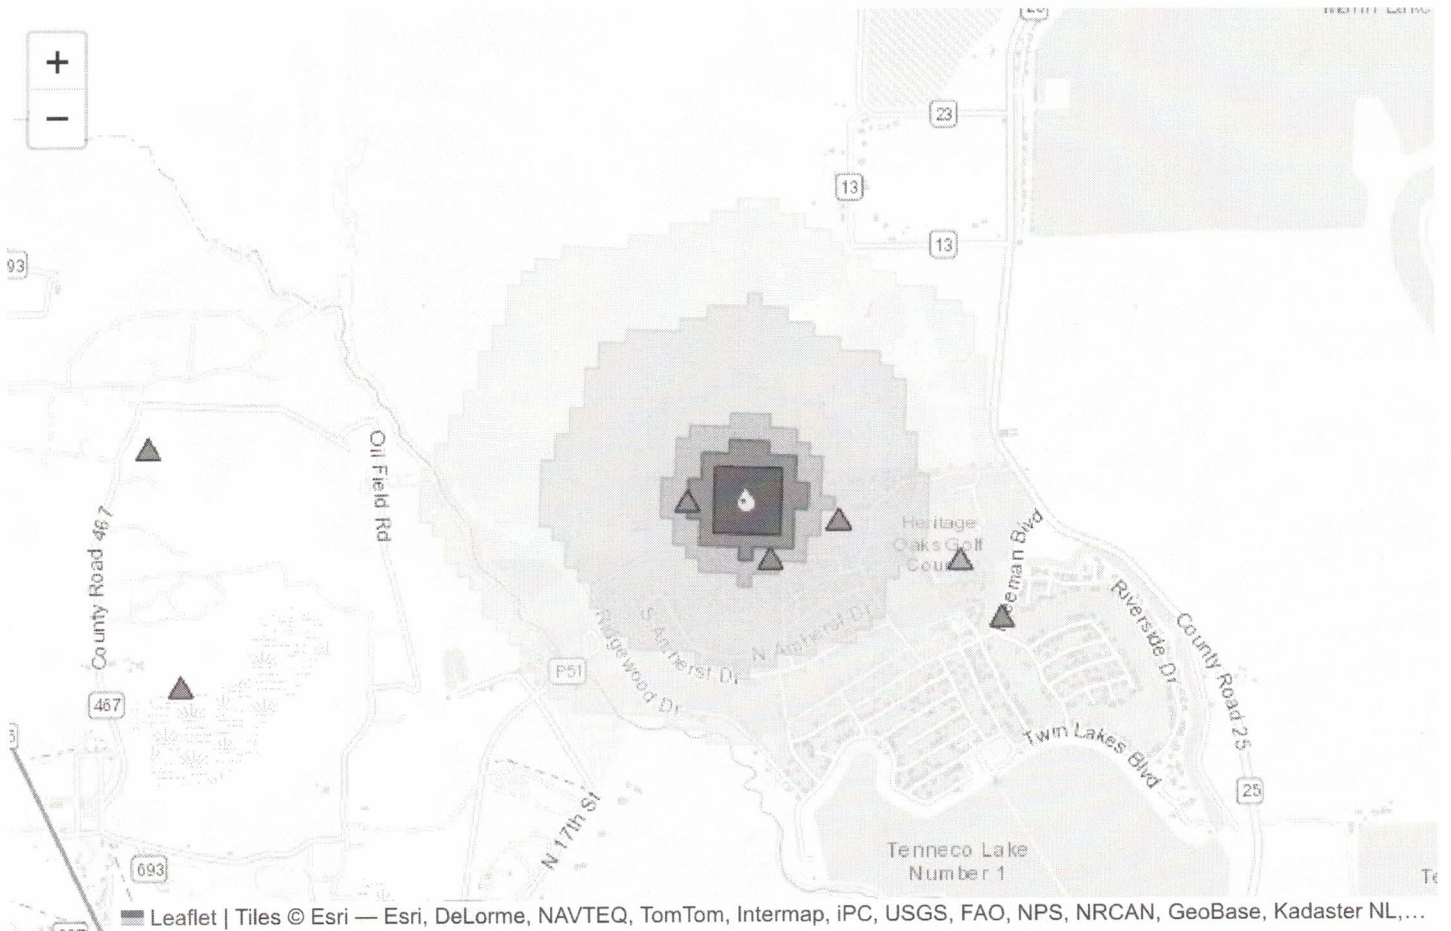 +
−
23
13
13
93
Oil Field Rd
County Road 467
467
Heritage
Oaks Golf
Freeman Blvd
Riverside Dr
County Road 25
S Amherst Dr
N Amherst Dr
Ridgewood Dr
P51
Twin Lakes Blvd
25
N 17th St
693
Tenneco Lake
Number 1
Leaflet | Tiles © Esri — Esri, DeLorme, NAVTEQ, TomTom, Intermap, iPC, USGS, FAO, NPS, NRCAN, GeoBase, Kadaster NL,...